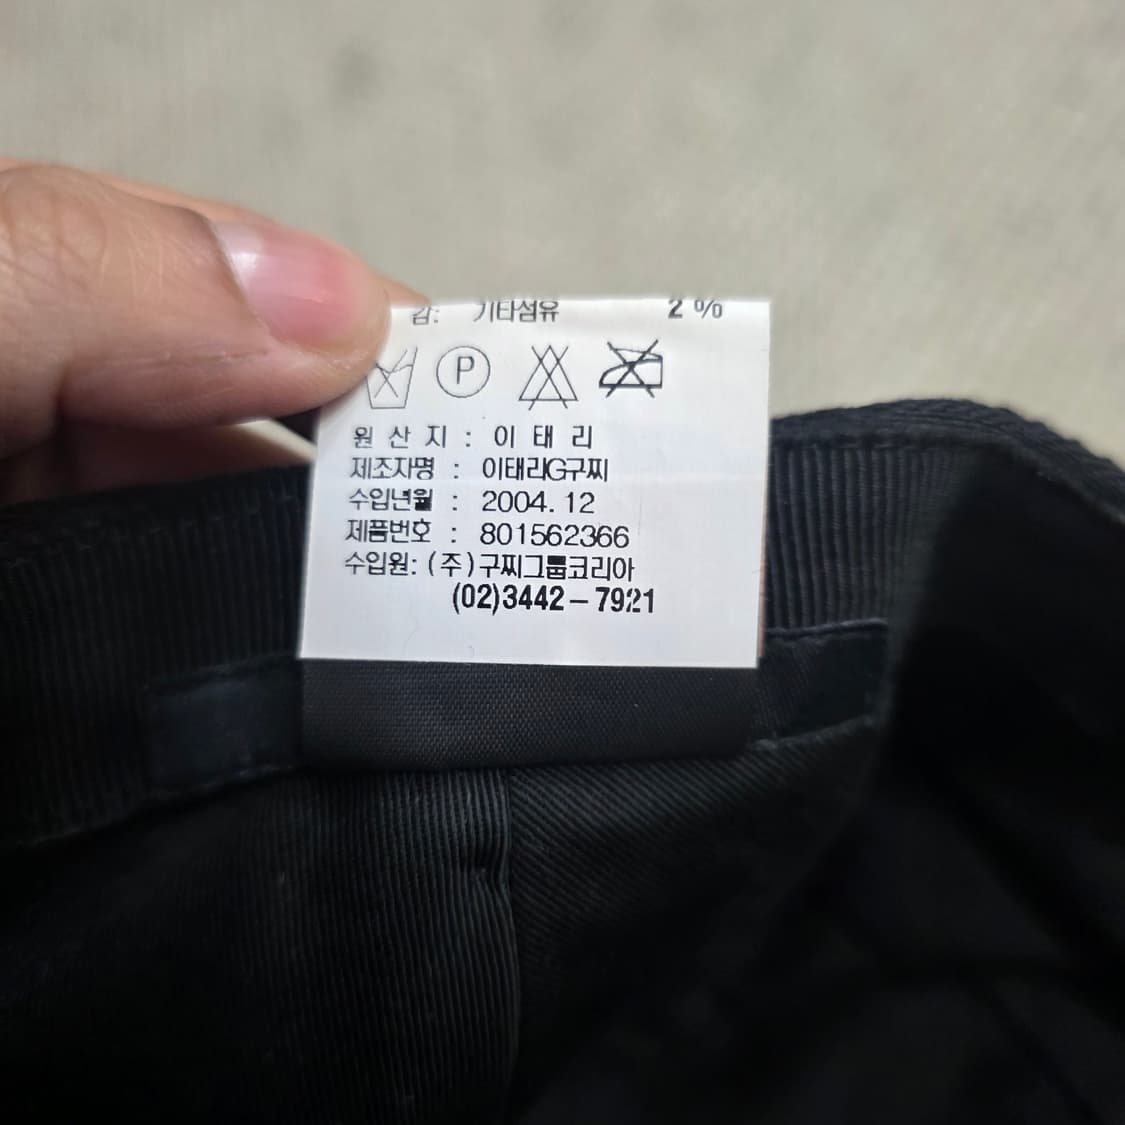 감: 기타섬유 2 %
P
원 산 지 : 이 태 리
제조자명 : 이태리G구찌
수입년월 : 2004.12
제품번호 : 801562366
수입원: (주)구찌그룹코리아
(02)3442-7921